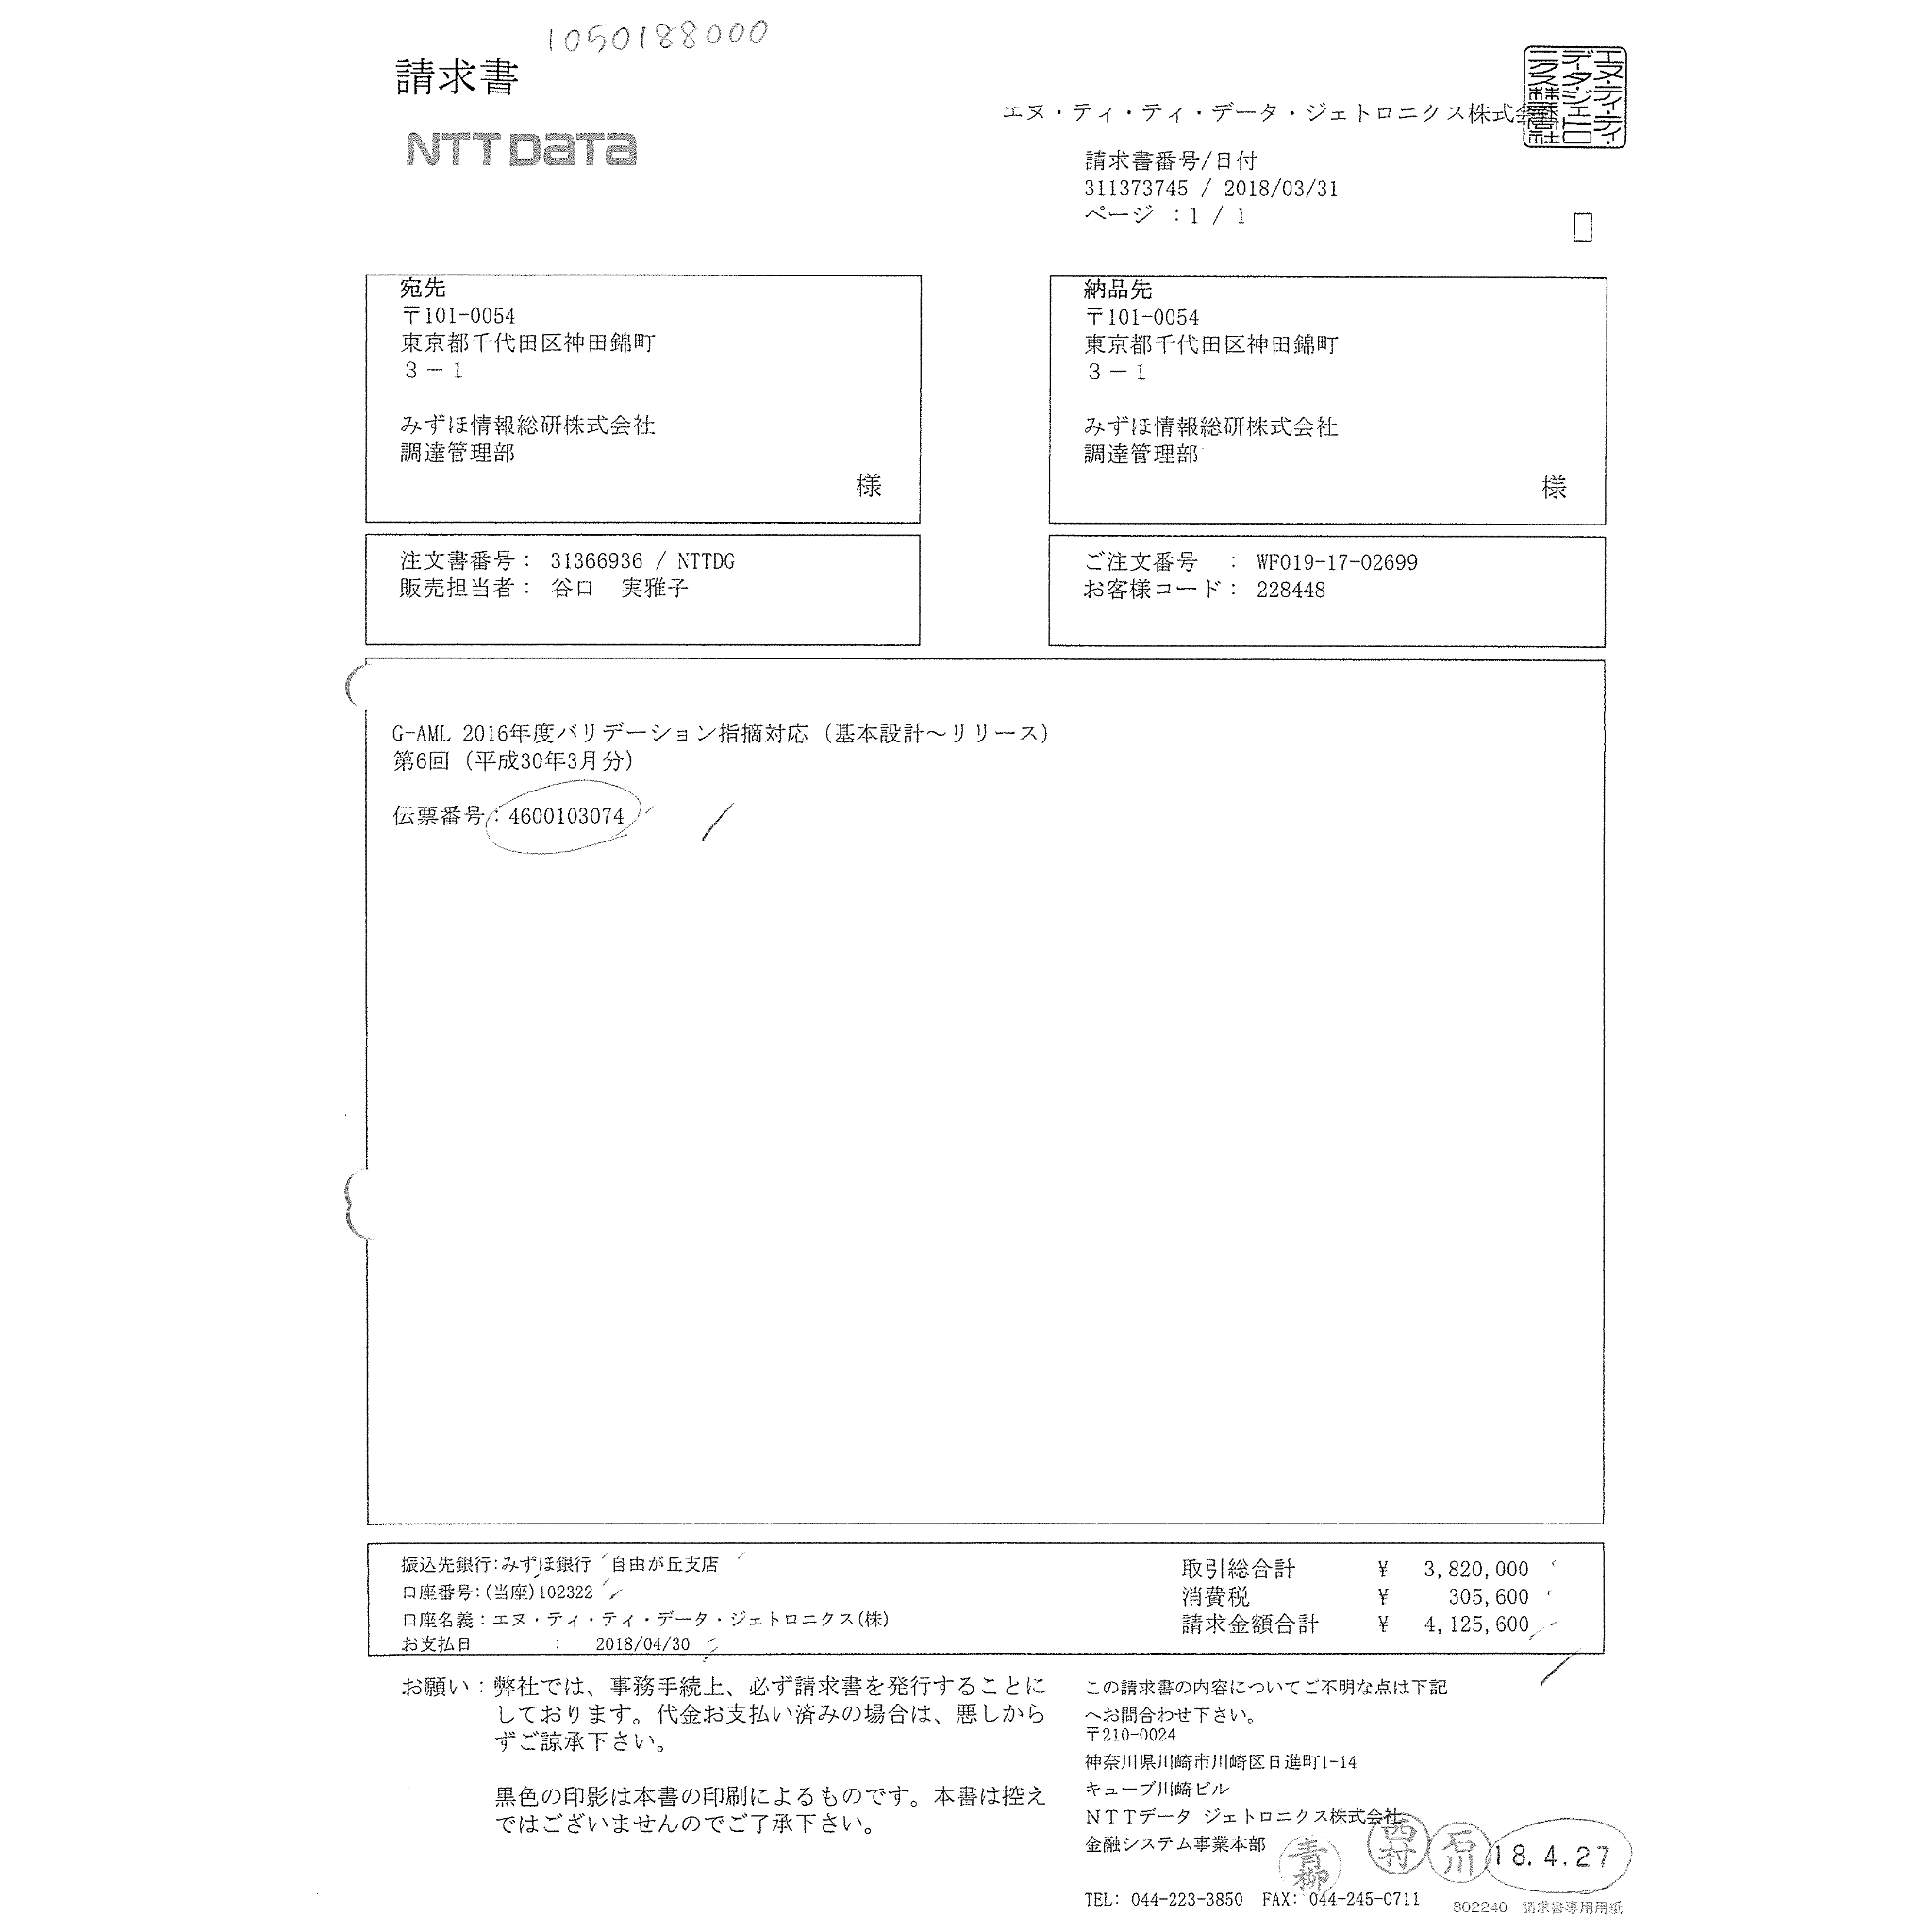 1050188000
請求書
NTT DaTa
エヌ・ティ・ティ・データ・ジェトロニクス株式会社
請求書番号/日付
311373745 / 2018/03/31
ページ :1 / 1
宛先
〒101-0054
東京都千代田区神田錦町
3-1
みずほ情報総研株式会社
調達管理部
様
納品先
〒101-0054
東京都千代田区神田錦町
3-1
みずほ情報総研株式会社
調達管理部
様
注文書番号: 31366936 / NTTDG
販売担当者: 谷口 実雅子
ご注文番号 : WF019-17-02699
お客様コード: 228448
G-AML 2016年度バリデーション指摘対応(基本設計~リリース)
第6回(平成30年3月分)
伝票番号:4600103074
振込先銀行:みずほ銀行 自由が丘支店
口座番号:(当座)102322
口座名義:エヌ・ティ・ティ・データ・ジェトロニクス(株)
お支払日 : 2018/04/30
取引総合計 ¥ 3,820,000
消費税 ¥ 305,600
請求金額合計 ¥ 4,125,600
お願い:弊社では、事務手続上、必ず請求書を発行することに
しております。代金お支払い済みの場合は、悪しから
ずご諒承下さい。
黒色の印影は本書の印刷によるものです。本書は控え
ではございませんのでご了承下さい。
この請求書の内容についてご不明な点は下記
へお問合わせ下さい。
〒210-0024
神奈川県川崎市川崎区日進町1-14
キューブ川崎ビル
NTTデータ ジェトロニクス株式会社
金融システム事業本部
青柳
西村
石川
18.4.27
TEL: 044-223-3850 FAX: 044-245-0711
802240 請求書専用用紙